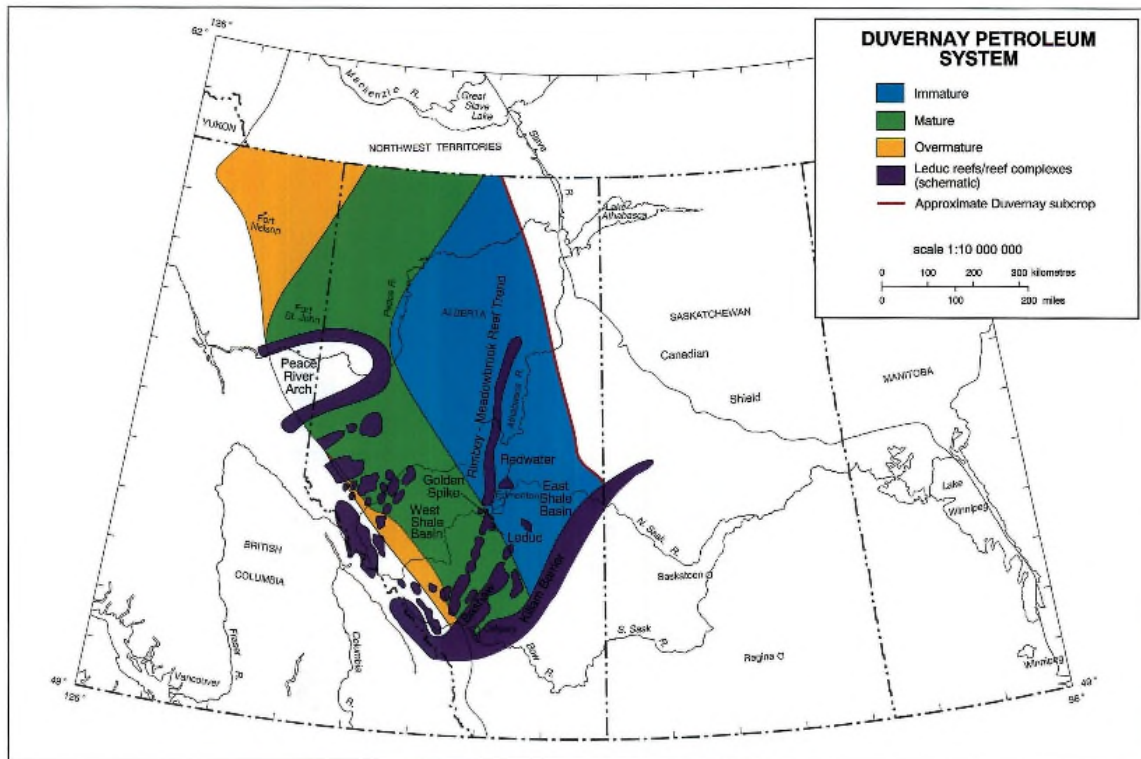 DUVERNAY PETROLEUM
SYSTEM
Immature
Mature
Overmature
Leduc reefs/reef complexes
(schematic)
Approximate Duvernay subcrop
scale 1:10 000 000
0 100 200 300 kilometres
0 100 200 miles
126°
62°
YUKON
Mackenzie R.
Great
Slave
Lake
NORTHWEST TERRITORIES
Slave
R
Lake
Athabasca
Fort
Nelson
Fort
St. John
Peace R.
ALBERTA
SASKATCHEWAN
Canadian
Shield
MANITOBA
Peace
River
Arch
Rimbey - Meadowbrook Reef Trend
Athabasca R.
Redwater
Golden
Spike
Edmonton
East
Shale
Basin
West
Shale
Basin
Leduc
Killam Barrier
N. Sask. R.
Lake
Winnipeg
BRITISH
COLUMBIA
Saskatoon
Calgary
Bow
R.
S. Sask
R.
Regina
Winnipeg
Fraser
R
Columbia
R.
Vancouver
49°
126°
49°
96°